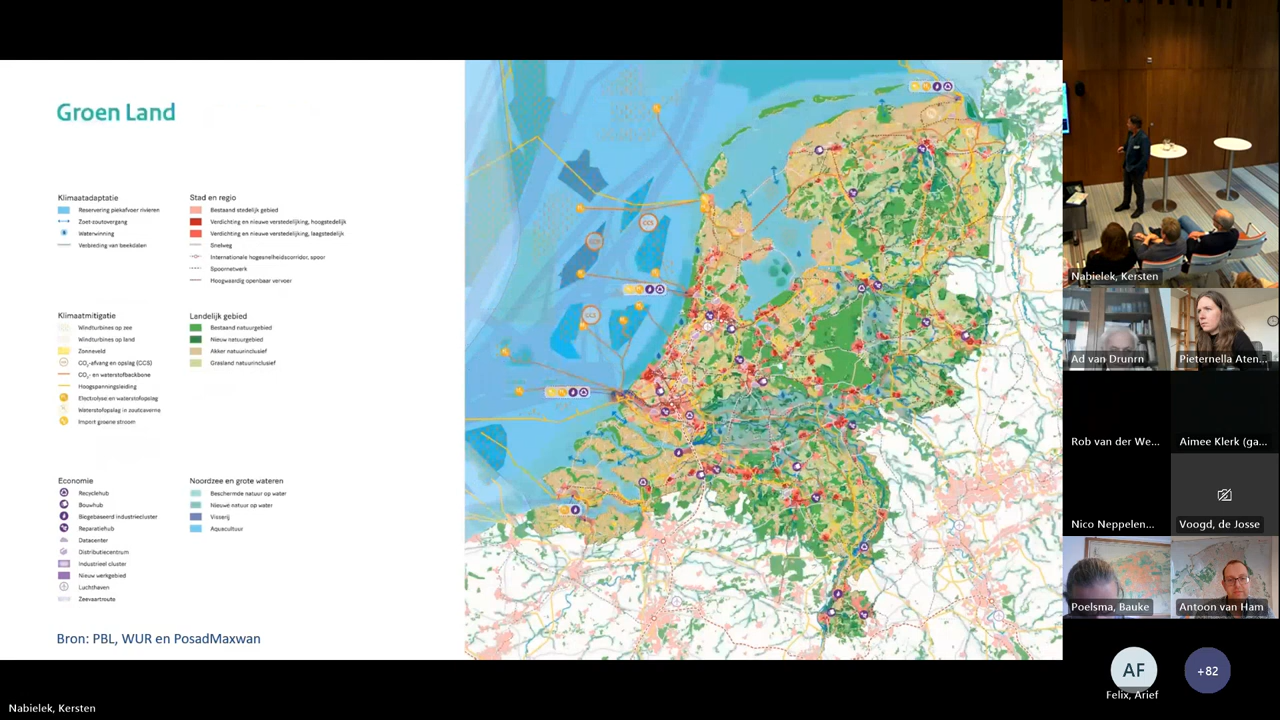 Groen Land
Klimaatadaptatie
Reservering piekafvoer rivieren
Zoet-zoutovergang
Waterwinning
Verbreding van beekdalen
Stad en regio
Bestaand stedelijk gebied
Verdichting en nieuwe verstedelijking, hoogstedelijk
Verdichting en nieuwe verstedelijking, laagstedelijk
Snelweg
Internationale hogesnelheidscorridor, spoor
Spoornetwerk
Hoogwaardig openbaar vervoer
Klimaatmitigatie
Windturbines op zee
Windturbines op land
Zonneveld
CO₂-afvang en opslag (CCS)
CO₂- en waterstofbackbone
Hoogspanningsleiding
Electrolyse en waterstofopslag
Waterstofopslag in zoutcaverne
Import groene stroom
Landelijk gebied
Bestaand natuurgebied
Nieuw natuurgebied
Akker natuurinclusief
Grasland natuurinclusief
Economie
Recyclehub
Bouwhub
Biogebaseerd industriecluster
Reparatiehub
Datacenter
Distributiecentrum
Industrieel cluster
Nieuw werkgebied
Luchthaven
Zeevaartroute
Noordzee en grote wateren
Beschermde natuur op water
Nieuwe natuur op water
Visserij
Aquacultuur
Bron: PBL, WUR en PosadMaxwan
CCS
Nabielek, Kersten
Ad van Drunrn
Pieternella Aten...
Rob van der We...
Aimee Klerk (ga...
Nico Neppelen...
Voogd, de Josse
Poelsma, Bauke
Antoon van Ham
AF
+82
Felix, Arief
Nabielek, Kersten